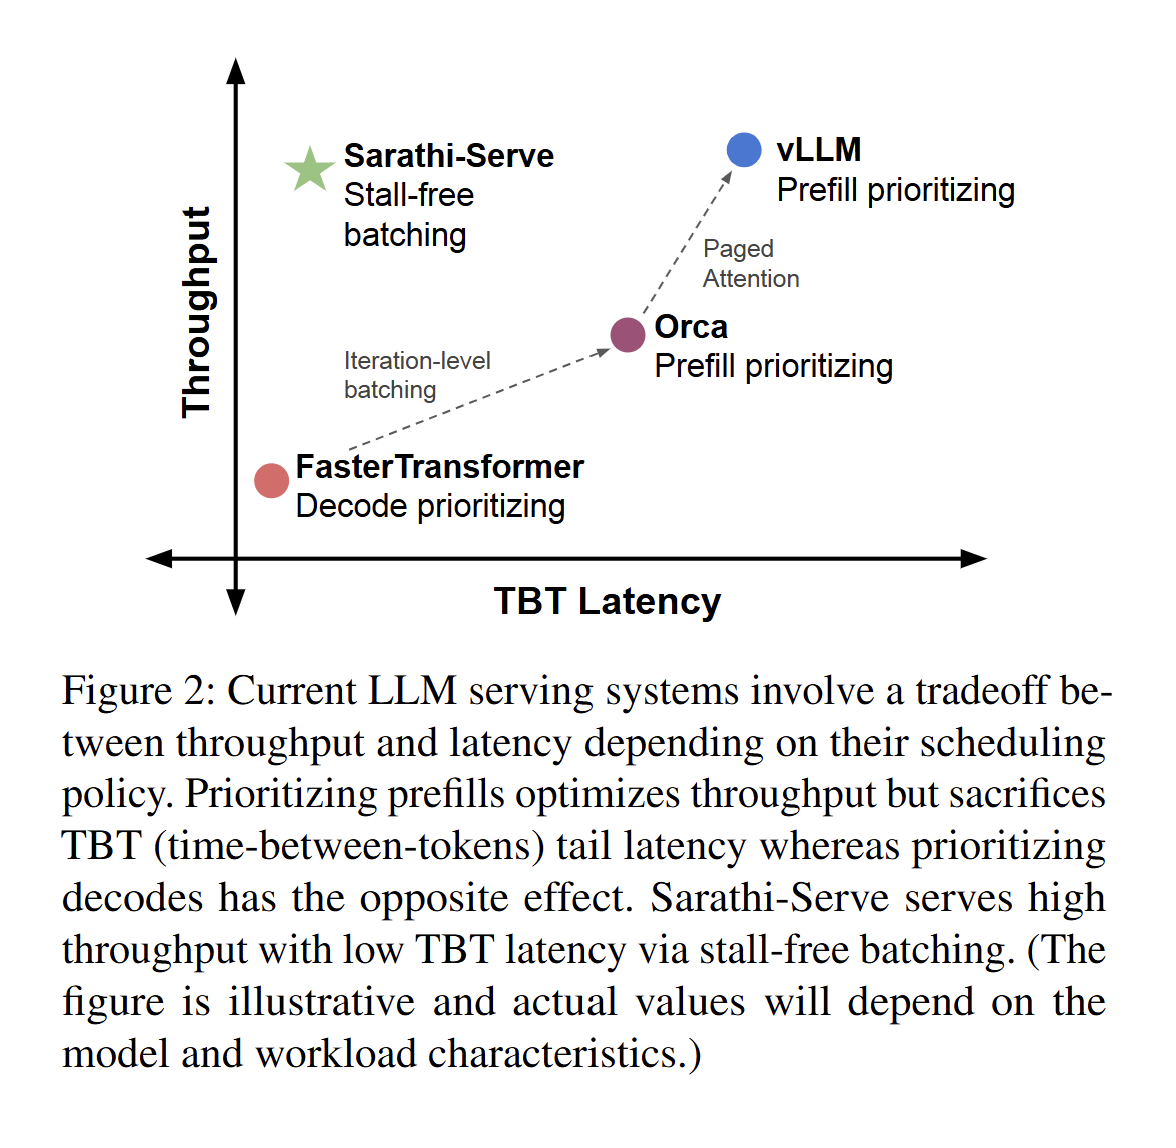 Throughput
Sarathi-Serve
Stall-free
batching
vLLM
Prefill prioritizing
Paged
Attention
Orca
Prefill prioritizing
Iteration-level
batching
FasterTransformer
Decode prioritizing
TBT Latency
Figure 2: Current LLM serving systems involve a tradeoff be-
tween throughput and latency depending on their scheduling
policy. Prioritizing prefills optimizes throughput but sacrifices
TBT (time-between-tokens) tail latency whereas prioritizing
decodes has the opposite effect. Sarathi-Serve serves high
throughput with low TBT latency via stall-free batching. (The
figure is illustrative and actual values will depend on the
model and workload characteristics.)